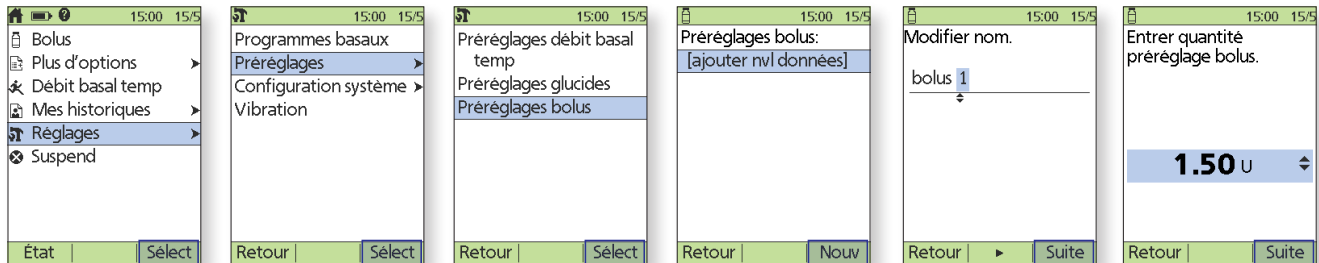 15:00 15/5
Bolus
Plus d'options
Débit basal temp
Mes historiques
Réglages
Suspend
État Sélect
15:00 15/5
Programmes basaux
Préréglages
Configuration système
Vibration
Retour Sélect
15:00 15/5
Préréglages débit basal
temp
Préréglages glucides
Préréglages bolus
Retour Sélect
15:00 15/5
Préréglages bolus:
[ajouter nvl données]
Retour Nouv
15:00 15/5
Modifier nom.
bolus 1
Retour Suite
15:00 15/5
Entrer quantité
préréglage bolus.
1.50 U
Retour Suite